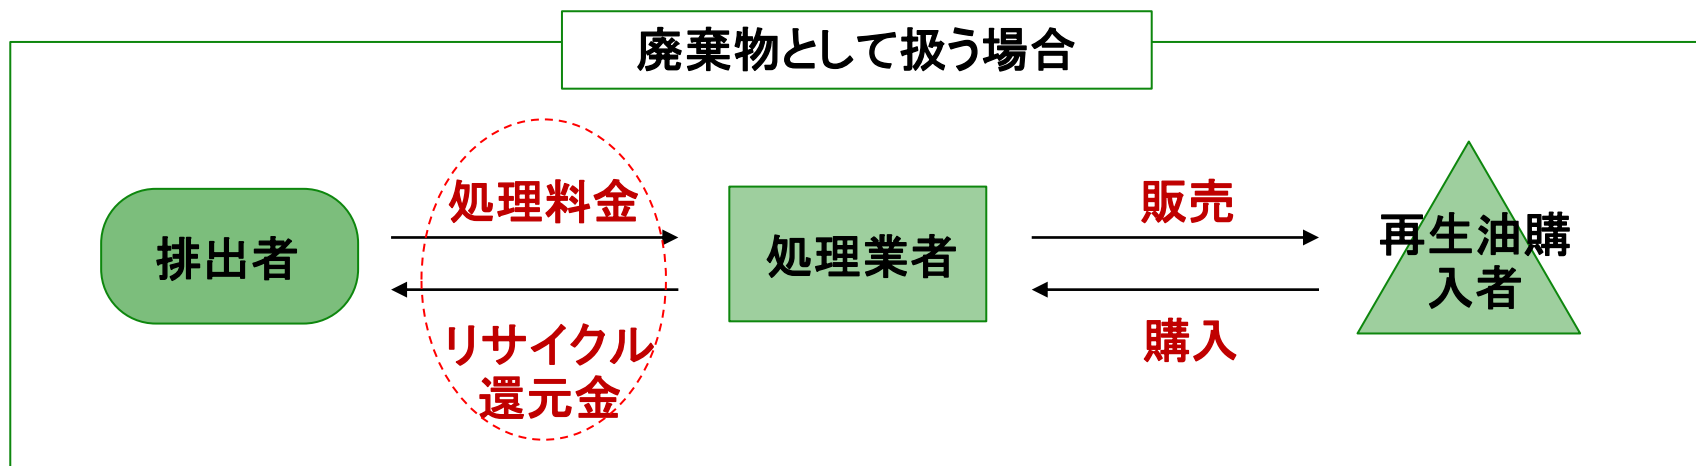 廃棄物として扱う場合
排出者
処理料金
リサイクル
還元金
処理業者
販売
購入
再生油購
入者